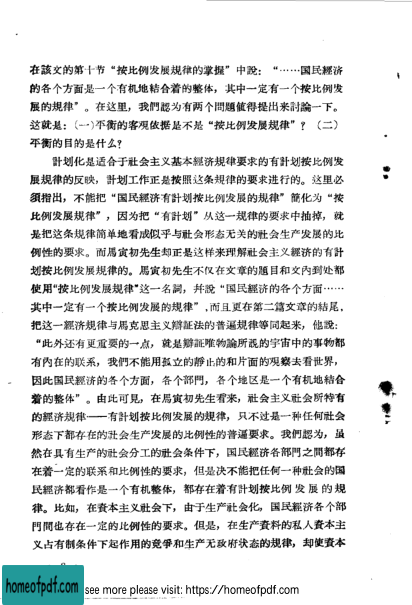 在該文的第十节“按比例发展規律的掌握”中說：“……国民經济
的各个方面是一个有机地結合着的整体，其中一定有一个按比例发
展的規律”。在这里，我們認为有两个問題值得提出来討論一下。
这就是：（一）平衡的客观依据是不是“按比例发展規律”？（二）
平衡的目的是什么？
計划化是适合于社会主义基本經济規律要求的有計划按比例发
展規律的反映，計划工作正是按照这条規律的要求进行的。这里必
須指出，不能把“国民經济有計划按比例发展的規律”簡化为“按
比例发展規律”，因为把“有計划”从这一規律的要求中抽掉，就
是把这条規律简单地看成似乎与社会形态无关的社会生产发展的比
例性的要求。而馬寅初先生却正是这样来理解社会主义經济的有計
划按比例发展規律的。馬寅初先生不仅在文章的題目和文內到处都
使用“按比例发展規律”这一名詞，幷說“国民經济的各个方面……
其中一定有一个按比例发展的規律”，而且更在第二篇文章的結尾，
把这一經济規律与馬克思主义辯証法的普遍規律等同起来，他說：
“此外还有更重要的一点，就是辯証唯物論所說的宇宙中的事物都
有內在的联系，我們不能用孤立的靜止的和片面的观察去看世界，
因此国民經济的各个方面，各个部門，各个地区是一个有机地結合
着的整体”。由此可見，在馬寅初先生看来，社会主义社会所特有
的經济規律——有計划按比例发展的規律，只不过是一种任何社会
形态下都存在的社会生产发展的比例性的普遍要求。我們認为，虽
然在具有生产的社会分工的社会条件下，国民經济各部門之間都存
在着一定的联系和比例性的要求，但是决不能把任何一种社会的国
民經济都看作是一个有机整体，都存在着有計划按比例发展的規
律。比如，在資本主义社会下，由于生产社会化，国民經济各个部
門間也存在一定的比例性的要求。但是，在生产資料的私人資本主
义占有制条件下起作用的竞爭和生产无政府状态的規律，却使資本
homeofpdf.com
see more please visit: https://homeofpdf.com